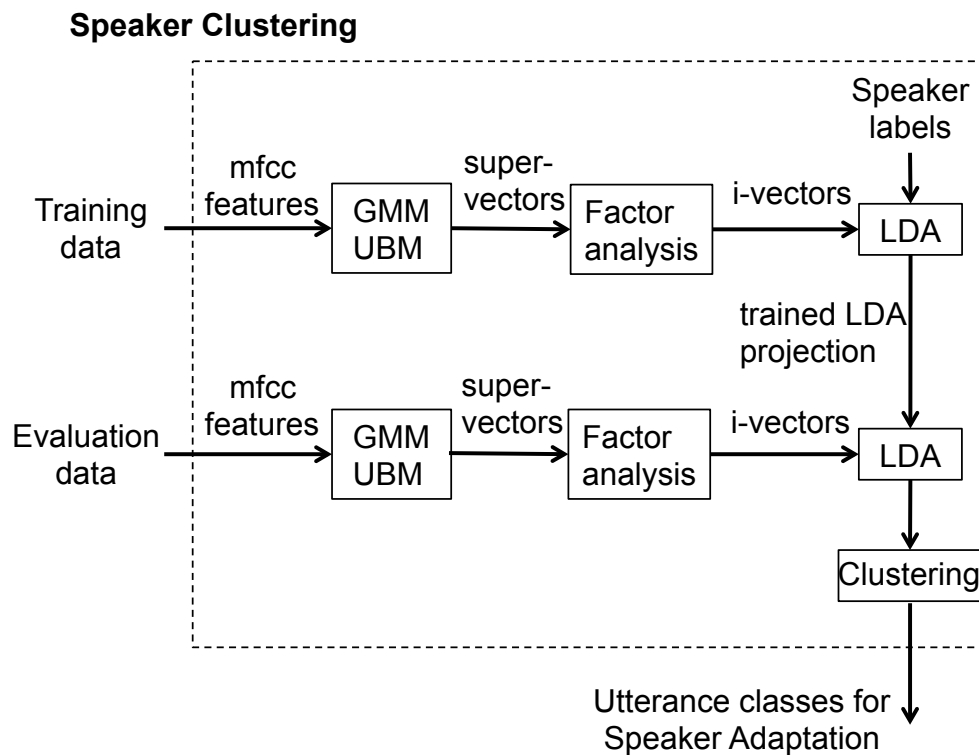 Speaker Clustering
Speaker
labels
mfcc
features
super-
vectors
i-vectors
Training
data
GMM
UBM
Factor
analysis
LDA
trained LDA
projection
mfcc
features
super-
vectors
i-vectors
Evaluation
data
GMM
UBM
Factor
analysis
LDA
Clustering
Utterance classes for
Speaker Adaptation